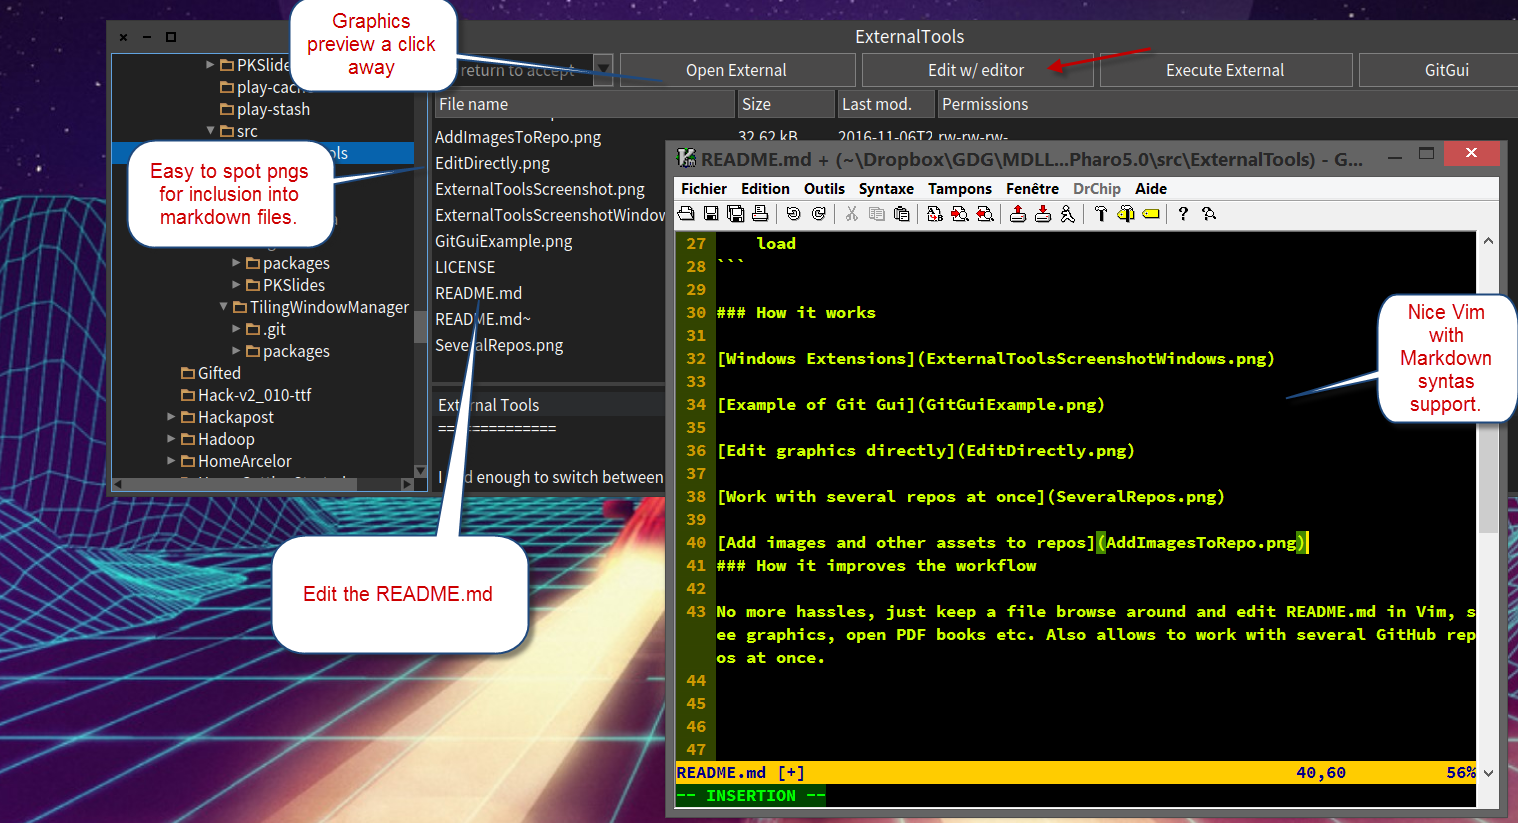 Graphics
preview a click
away
ExternalTools
return to accept
Open External
Edit w/ editor
Execute External
GitGui
PKSlide
play-cach
play-stash
src
ols
packages
PKSlides
TilingWindowManager
.git
packages
Gifted
Hack-v2_010-ttf
Hackapost
Hadoop
HomeArcelor
Easy to spot pngs
for inclusion into
markdown files.
File name
Size
Last mod.
Permissions
AddImagesToRepo.png
32.62 kB
2016-11-06T2
rw-rw-rw-
EditDirectly.png
ExternalToolsScreenshot.png
ExternalToolsScreenshotWindow
GitGuiExample.png
LICENSE
README.md
README.md~
SeveralRepos.png
External Tools
==============
enough to switch between
Edit the README.md
README.md + (~\Dropbox\GDG\MDLL...Pharo5.0\src\ExternalTools) - G...
Fichier Edition Outils Syntaxe Tampons Fenêtre DrChip Aide
27 load
28 ```
29
30 ### How it works
31
32 [Windows Extensions](ExternalToolsScreenshotWindows.png)
33
34 [Example of Git Gui](GitGuiExample.png)
35
36 [Edit graphics directly](EditDirectly.png)
37
38 [Work with several repos at once](SeveralRepos.png)
39
40 [Add images and other assets to repos](AddImagesToRepo.png)
41 ### How it improves the workflow
42
43 No more hassles, just keep a file browse around and edit README.md in Vim, s
ee graphics, open PDF books etc. Also allows to work with several GitHub rep
os at once.
44
45
46
47
README.md [+] 40,60 56%
-- INSERTION --
Nice Vim
with
Markdown
syntas
support.